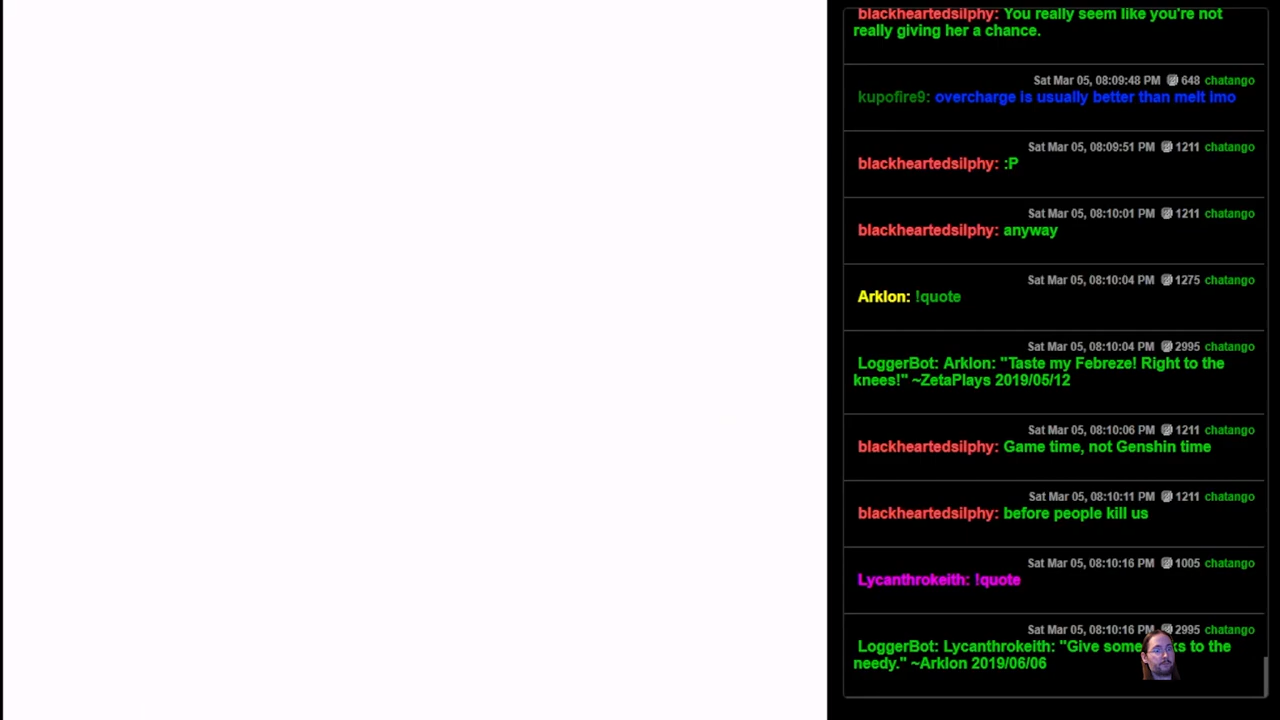 blackheartedsilphy: You really seem like you're not
really giving her a chance.
Sat Mar 05, 08:09:48 PM 648 chatango
kupofire9: overcharge is usually better than melt imo
Sat Mar 05, 08:09:51 PM 1211 chatango
blackheartedsilphy: :P
Sat Mar 05, 08:10:01 PM 1211 chatango
blackheartedsilphy: anyway
Sat Mar 05, 08:10:04 PM 1275 chatango
Arklon: !quote
Sat Mar 05, 08:10:04 PM 2995 chatango
LoggerBot: Arklon: "Taste my Febreze! Right to the
knees!" ~ZetaPlays 2019/05/12
Sat Mar 05, 08:10:06 PM 1211 chatango
blackheartedsilphy: Game time, not Genshin time
Sat Mar 05, 08:10:11 PM 1211 chatango
blackheartedsilphy: before people kill us
Sat Mar 05, 08:10:16 PM 1005 chatango
Lycanthrokeith: !quote
Sat Mar 05, 08:10:16 PM 2995 chatango
LoggerBot: Lycanthrokeith: "Give some to the
needy." ~Arklon 2019/06/06